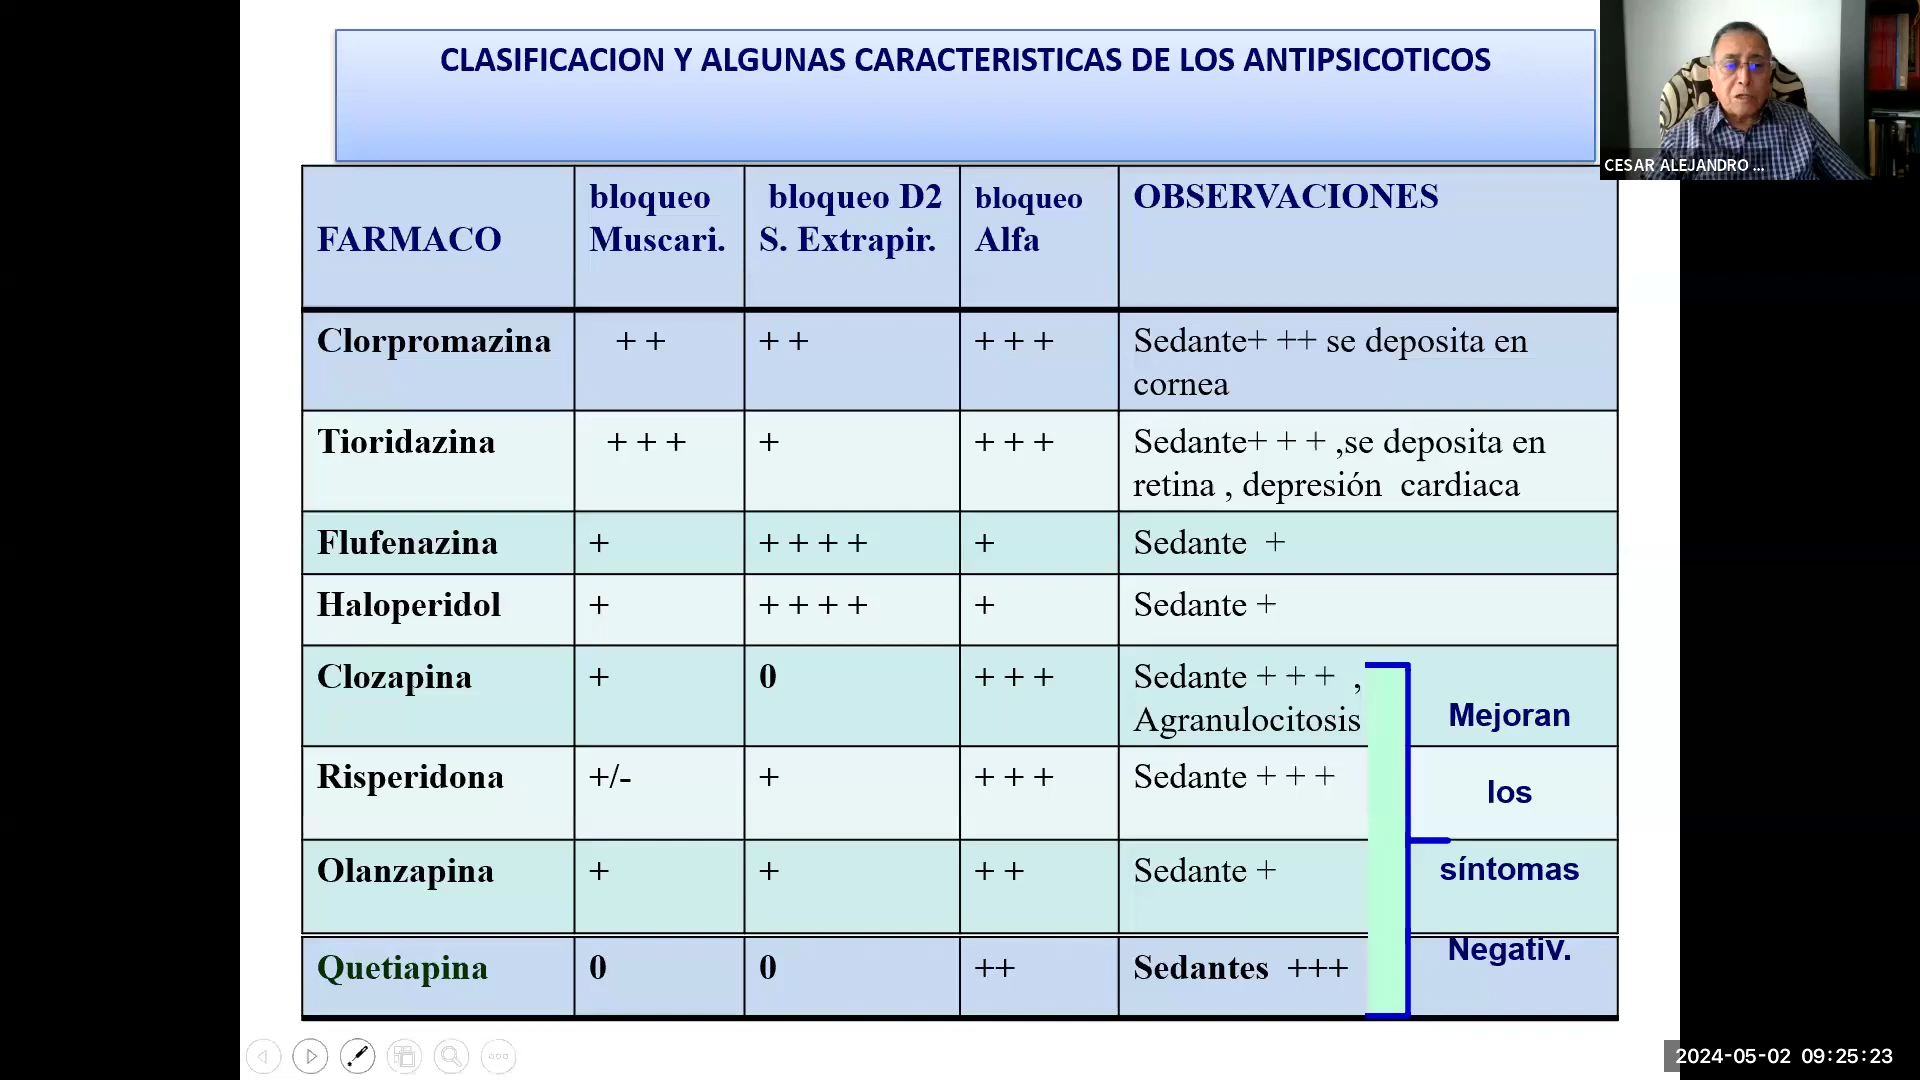 CLASIFICACION Y ALGUNAS CARACTERISTICAS DE LOS ANTIPSICOTICOS
CESAR ALEJANDRO ...
FARMACO
bloqueo
Muscari.
bloqueo D2
S. Extrapir.
bloqueo
Alfa
OBSERVACIONES
Clorpromazina
+ +
+ +
+ + +
Sedante+ ++ se deposita en
cornea
Tioridazina
+ + +
+
+ + +
Sedante+ + + ,se deposita en
retina , depresión cardiaca
Flufenazina
+
+ + + +
+
Sedante +
Haloperidol
+
+ + + +
+
Sedante +
Clozapina
+
0
+ + +
Sedante + + + ,
Agranulocitosis
Risperidona
+/-
+
+ + +
Sedante + + +
Olanzapina
+
+
+ +
Sedante +
Quetiapina
0
0
++
Sedantes +++
Mejoran
los
síntomas
Negativ.
2024-05-02 09:25:23